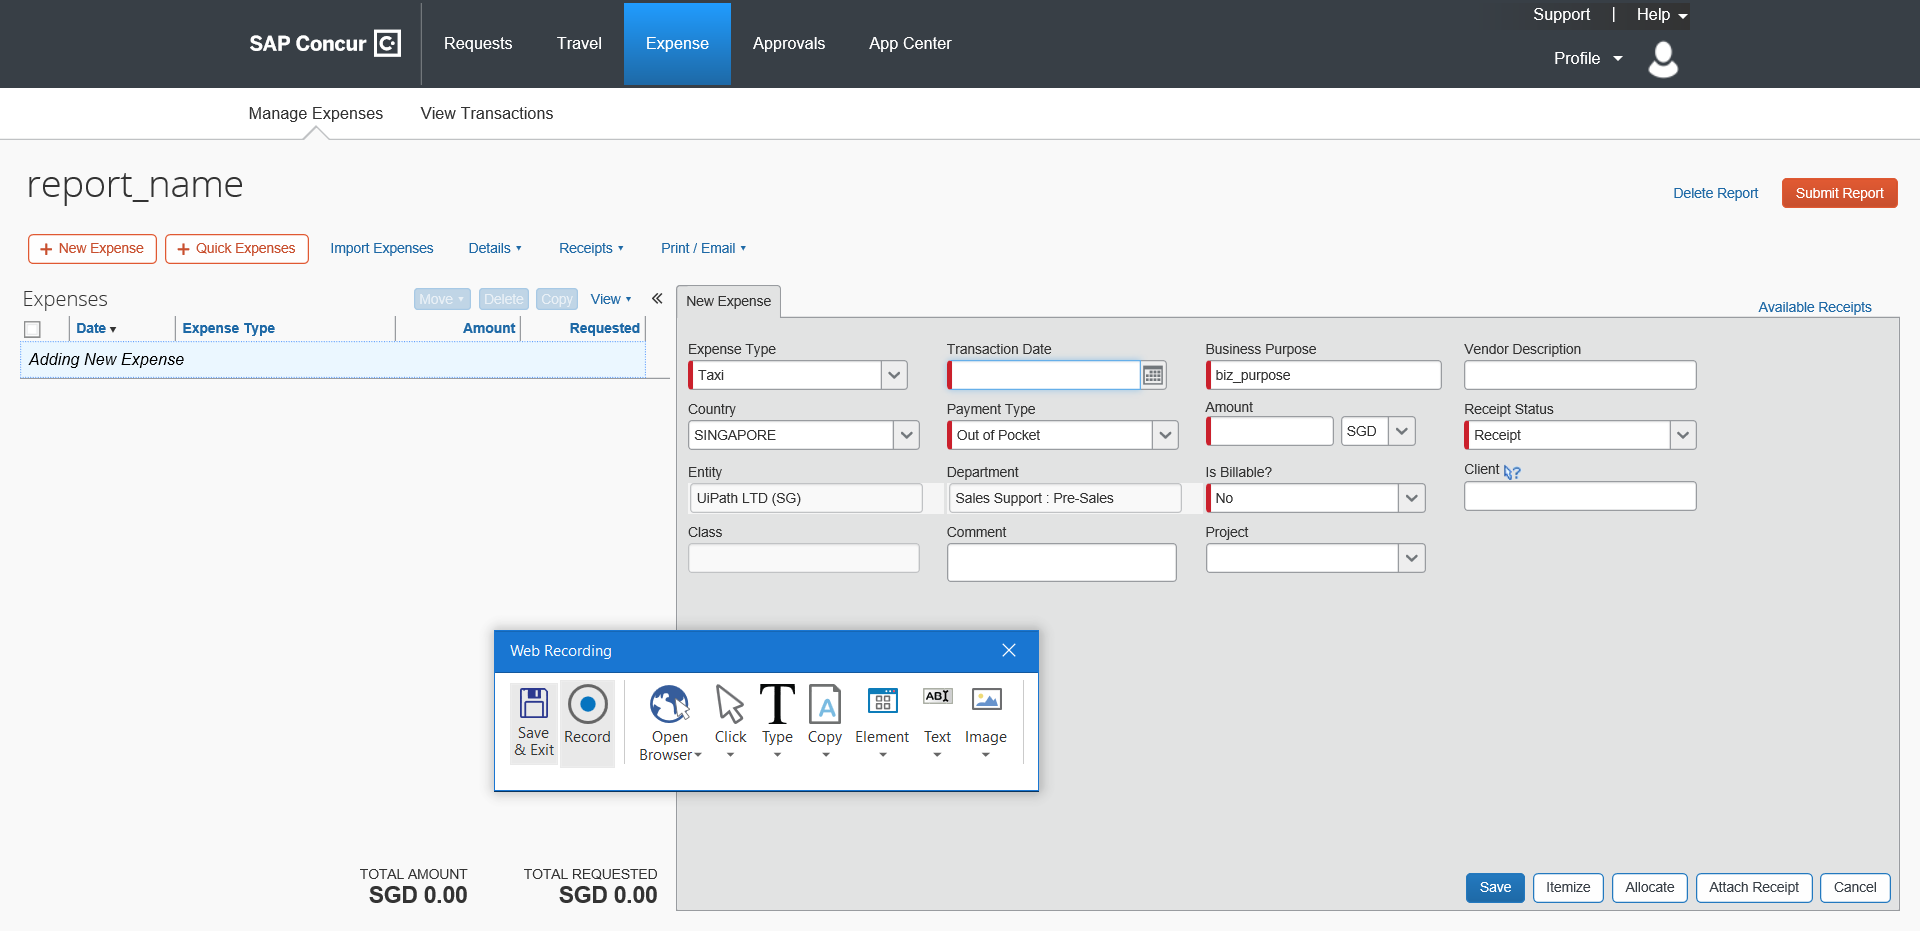 Support | Help
SAP Concur Requests Travel Expense Approvals App Center
Profile
Manage Expenses View Transactions
report_name
Delete Report Submit Report
+ New Expense + Quick Expenses Import Expenses Details Receipts Print / Email
Expenses Move Delete Copy View «
New Expense
Available Receipts
Date Expense Type Amount Requested
Adding New Expense
Expense Type Transaction Date Business Purpose Vendor Description
Taxi biz_purpose
Country Payment Type Amount Receipt Status
SINGAPORE Out of Pocket SGD Receipt
Entity Department Is Billable? Client ?
UiPath LTD (SG) Sales Support : Pre-Sales No
Class Comment Project
Web Recording
Save & Exit
Record
Open Browser
Click
Type
Copy
Element
Text
Image
TOTAL AMOUNT TOTAL REQUESTED
SGD 0.00 SGD 0.00
Save Itemize Allocate Attach Receipt Cancel